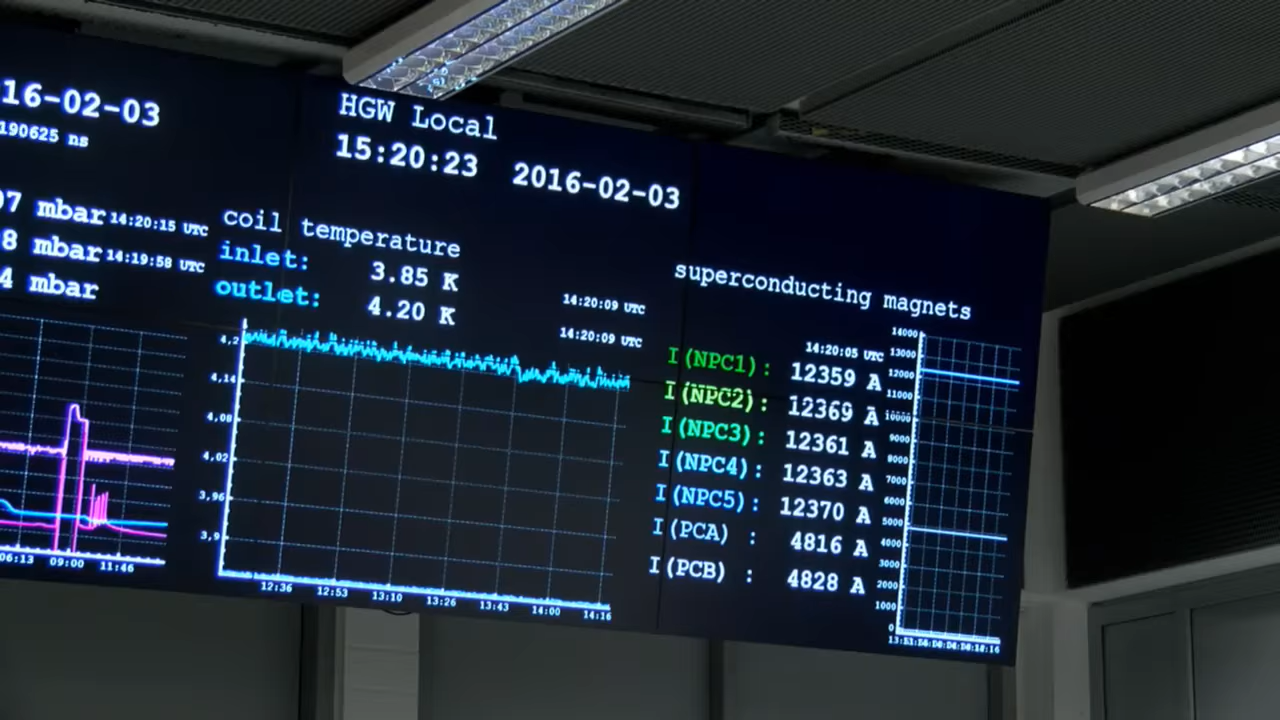 16-02-03
190625 ns
07 mbar 14:20:15 UTC
8 mbar 14:19:58 UTC
4 mbar
06:13 09:00 11:46
HGW Local
15:20:23 2016-02-03
coil temperature
inlet: 3.85 K 14:20:09 UTC
outlet: 4.20 K 14:20:09 UTC
4,2
4,14
4,08
4,02
3,96
3,9
12:36 12:53 13:10 13:26 13:43 14:00 14:16
superconducting magnets
14:20:05 UTC
I(NPC1): 12359 A
I(NPC2): 12369 A
I(NPC3): 12361 A
I(NPC4): 12363 A
I(NPC5): 12370 A
I(PCA) : 4816 A
I(PCB) : 4828 A
14000
13000
12000
11000
10000
9000
8000
7000
6000
5000
4000
3000
2000
1000
0